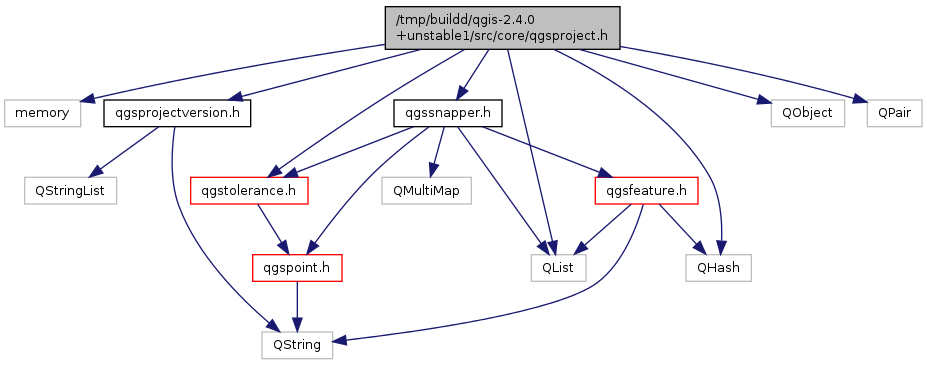 /tmp/buildd/qgis-2.4.0
+unstable1/src/core/qgsproject.h
memory
qgsprojectversion.h
qgssnapper.h
QObject
QPair
QStringList
qgstolerance.h
QMultiMap
qgsfeature.h
qgspoint.h
QList
QHash
QString